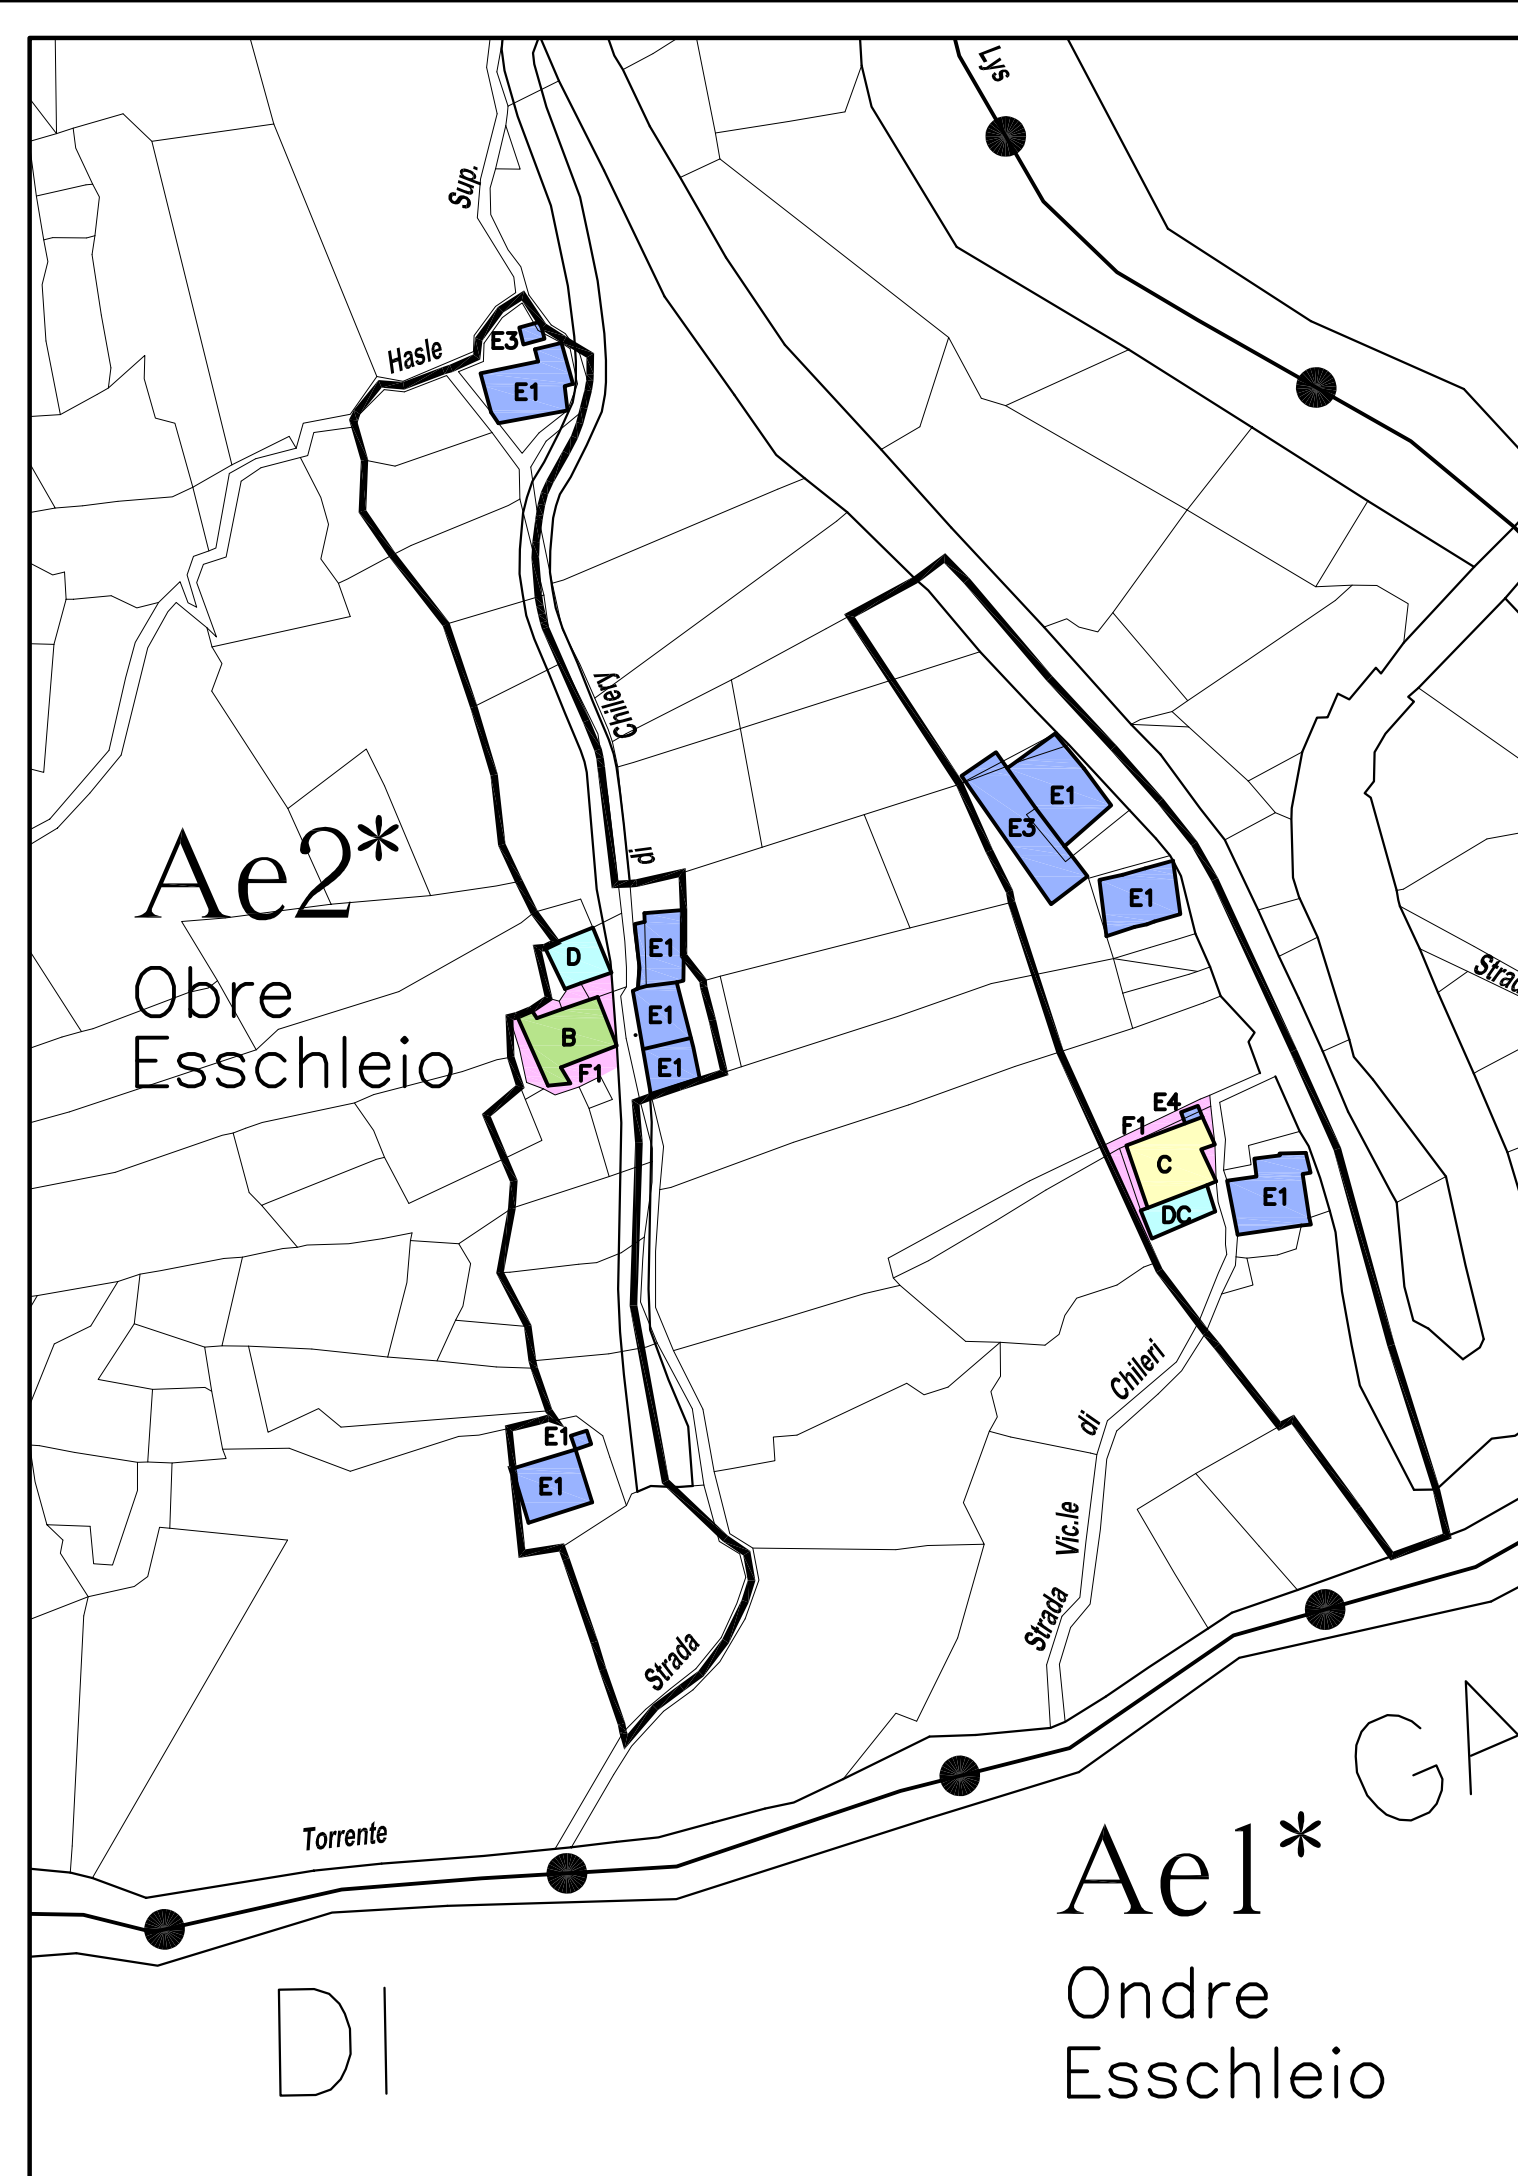 Lys
Sup.
Hasle
E3
E1
Chilery
di
E1
E3
E1
Ae2*
Obre
Esschleio
D
E1
B
E1
F1
E1
Strad
E4
F1
C
E1
DC
Chileri
di
Vic.le
Strada
E1
E1
Strada
Torrente
GA
Ae1*
Ondre
Esschleio
DI